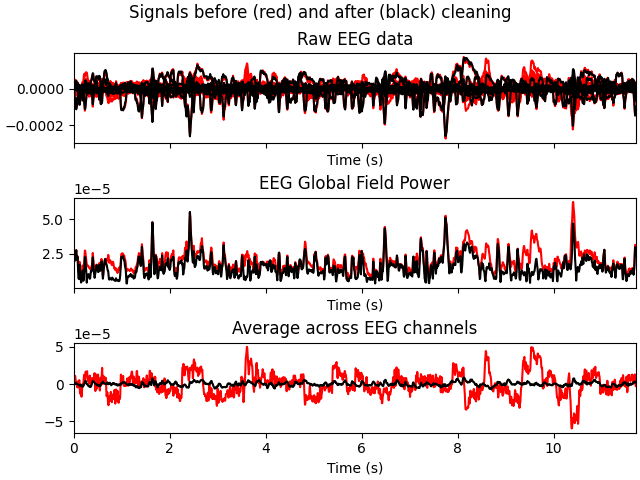 Signals before (red) and after (black) cleaning
Raw EEG data
0.0000
−0.0002
Time (s)
EEG Global Field Power
1e−5
5.0
2.5
Time (s)
Average across EEG channels
1e−5
5
0
−5
0 2 4 6 8 10
Time (s)